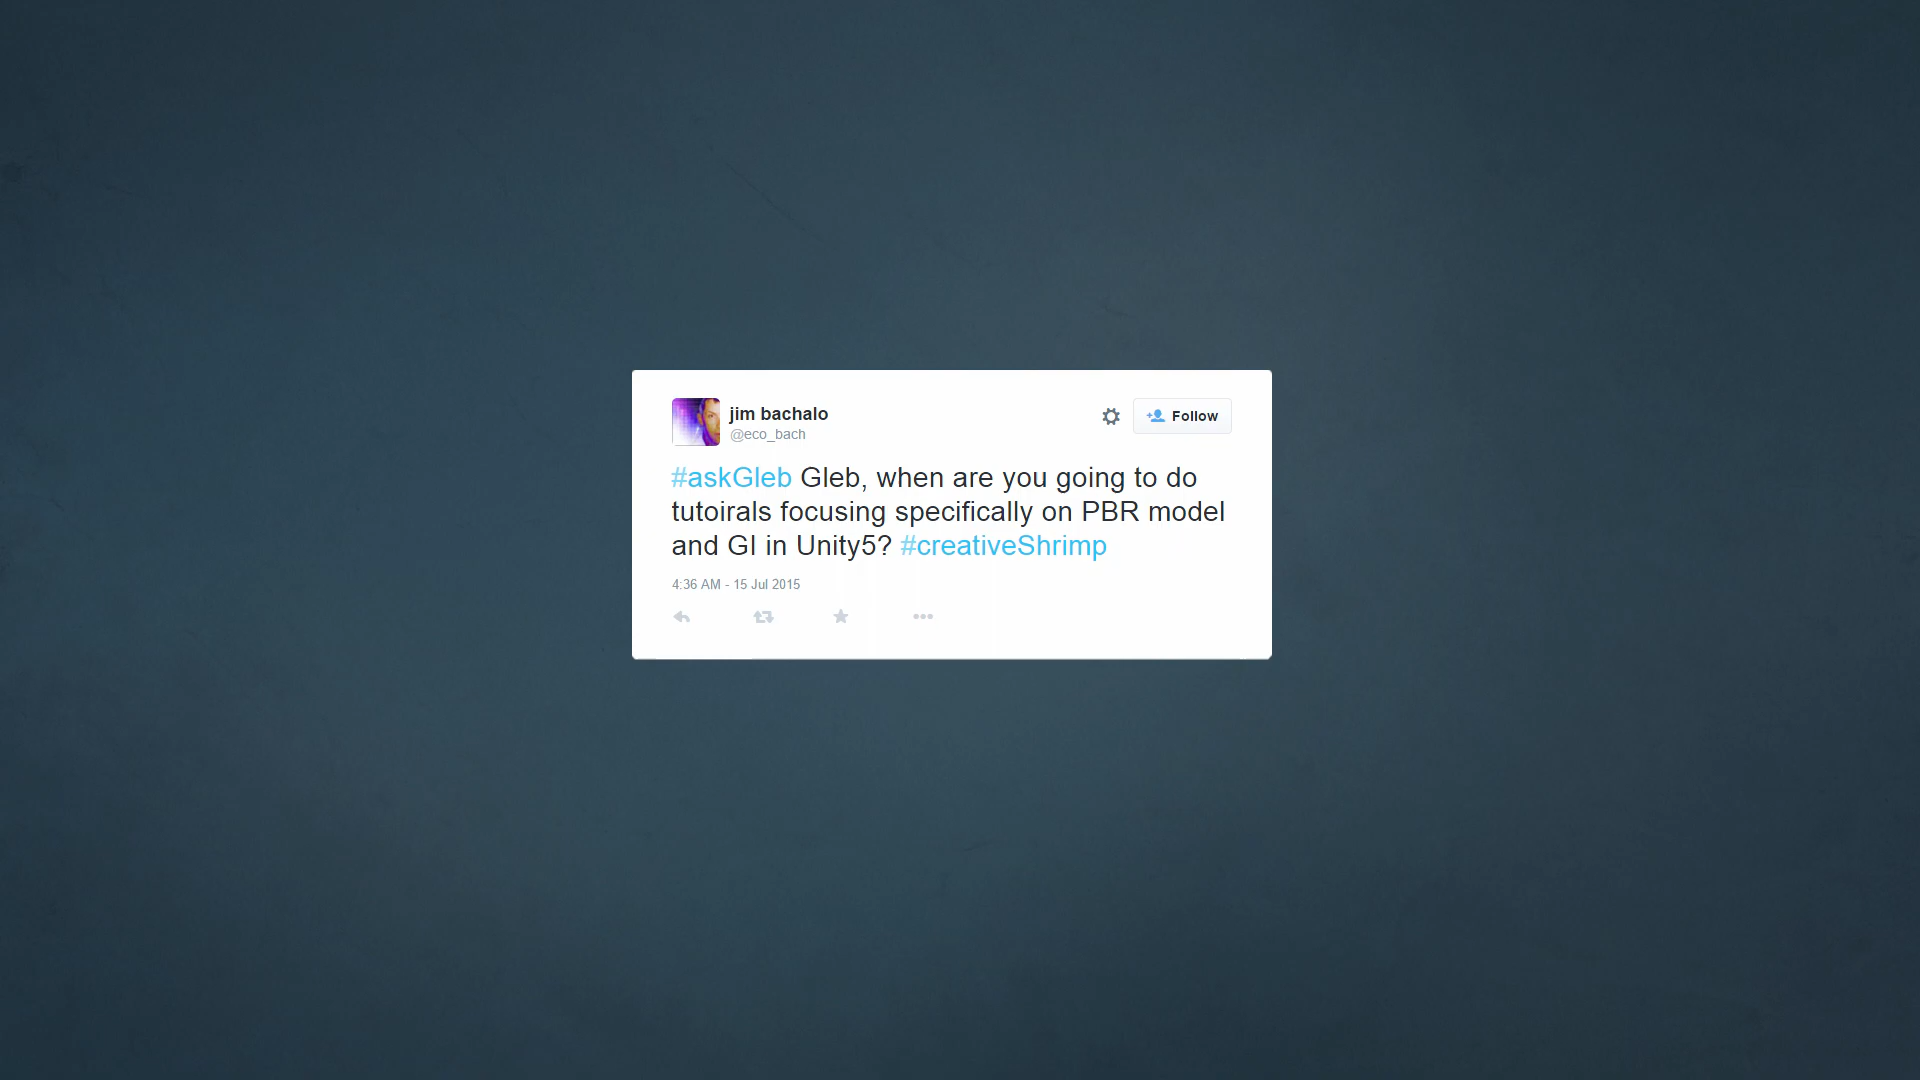 jim bachalo
@eco_bach
Follow
#askGleb Gleb, when are you going to do
tutoirals focusing specifically on PBR model
and GI in Unity5? #creativeShrimp
4:36 AM - 15 Jul 2015